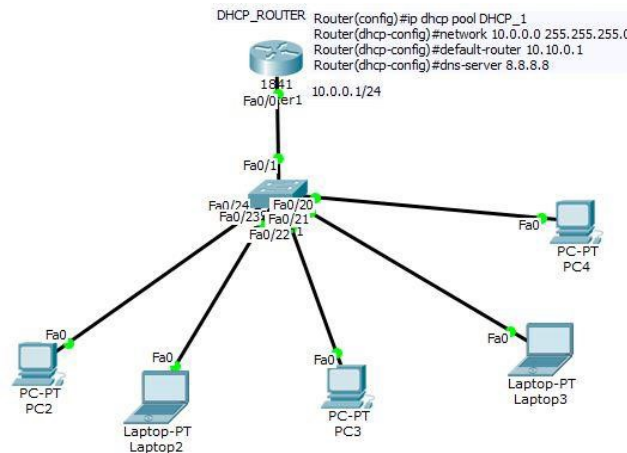 DHCP_ROUTER
Router(config)#ip dhcp pool DHCP_1
Router(dhcp-config)#network 10.0.0.0 255.255.255.0
Router(dhcp-config)#default-router 10.10.0.1
Router(dhcp-config)#dns-server 8.8.8.8
1841
Fa0/0er1
10.0.0.1/24
Fa0/1
Fa0/24
Fa0/20
Fa0/23
Fa0/21
Fa0/22
Fa0
PC-PT
PC4
Fa0
PC-PT
PC2
Fa0
Laptop-PT
Laptop2
Fa0
PC-PT
PC3
Fa0
Laptop-PT
Laptop3